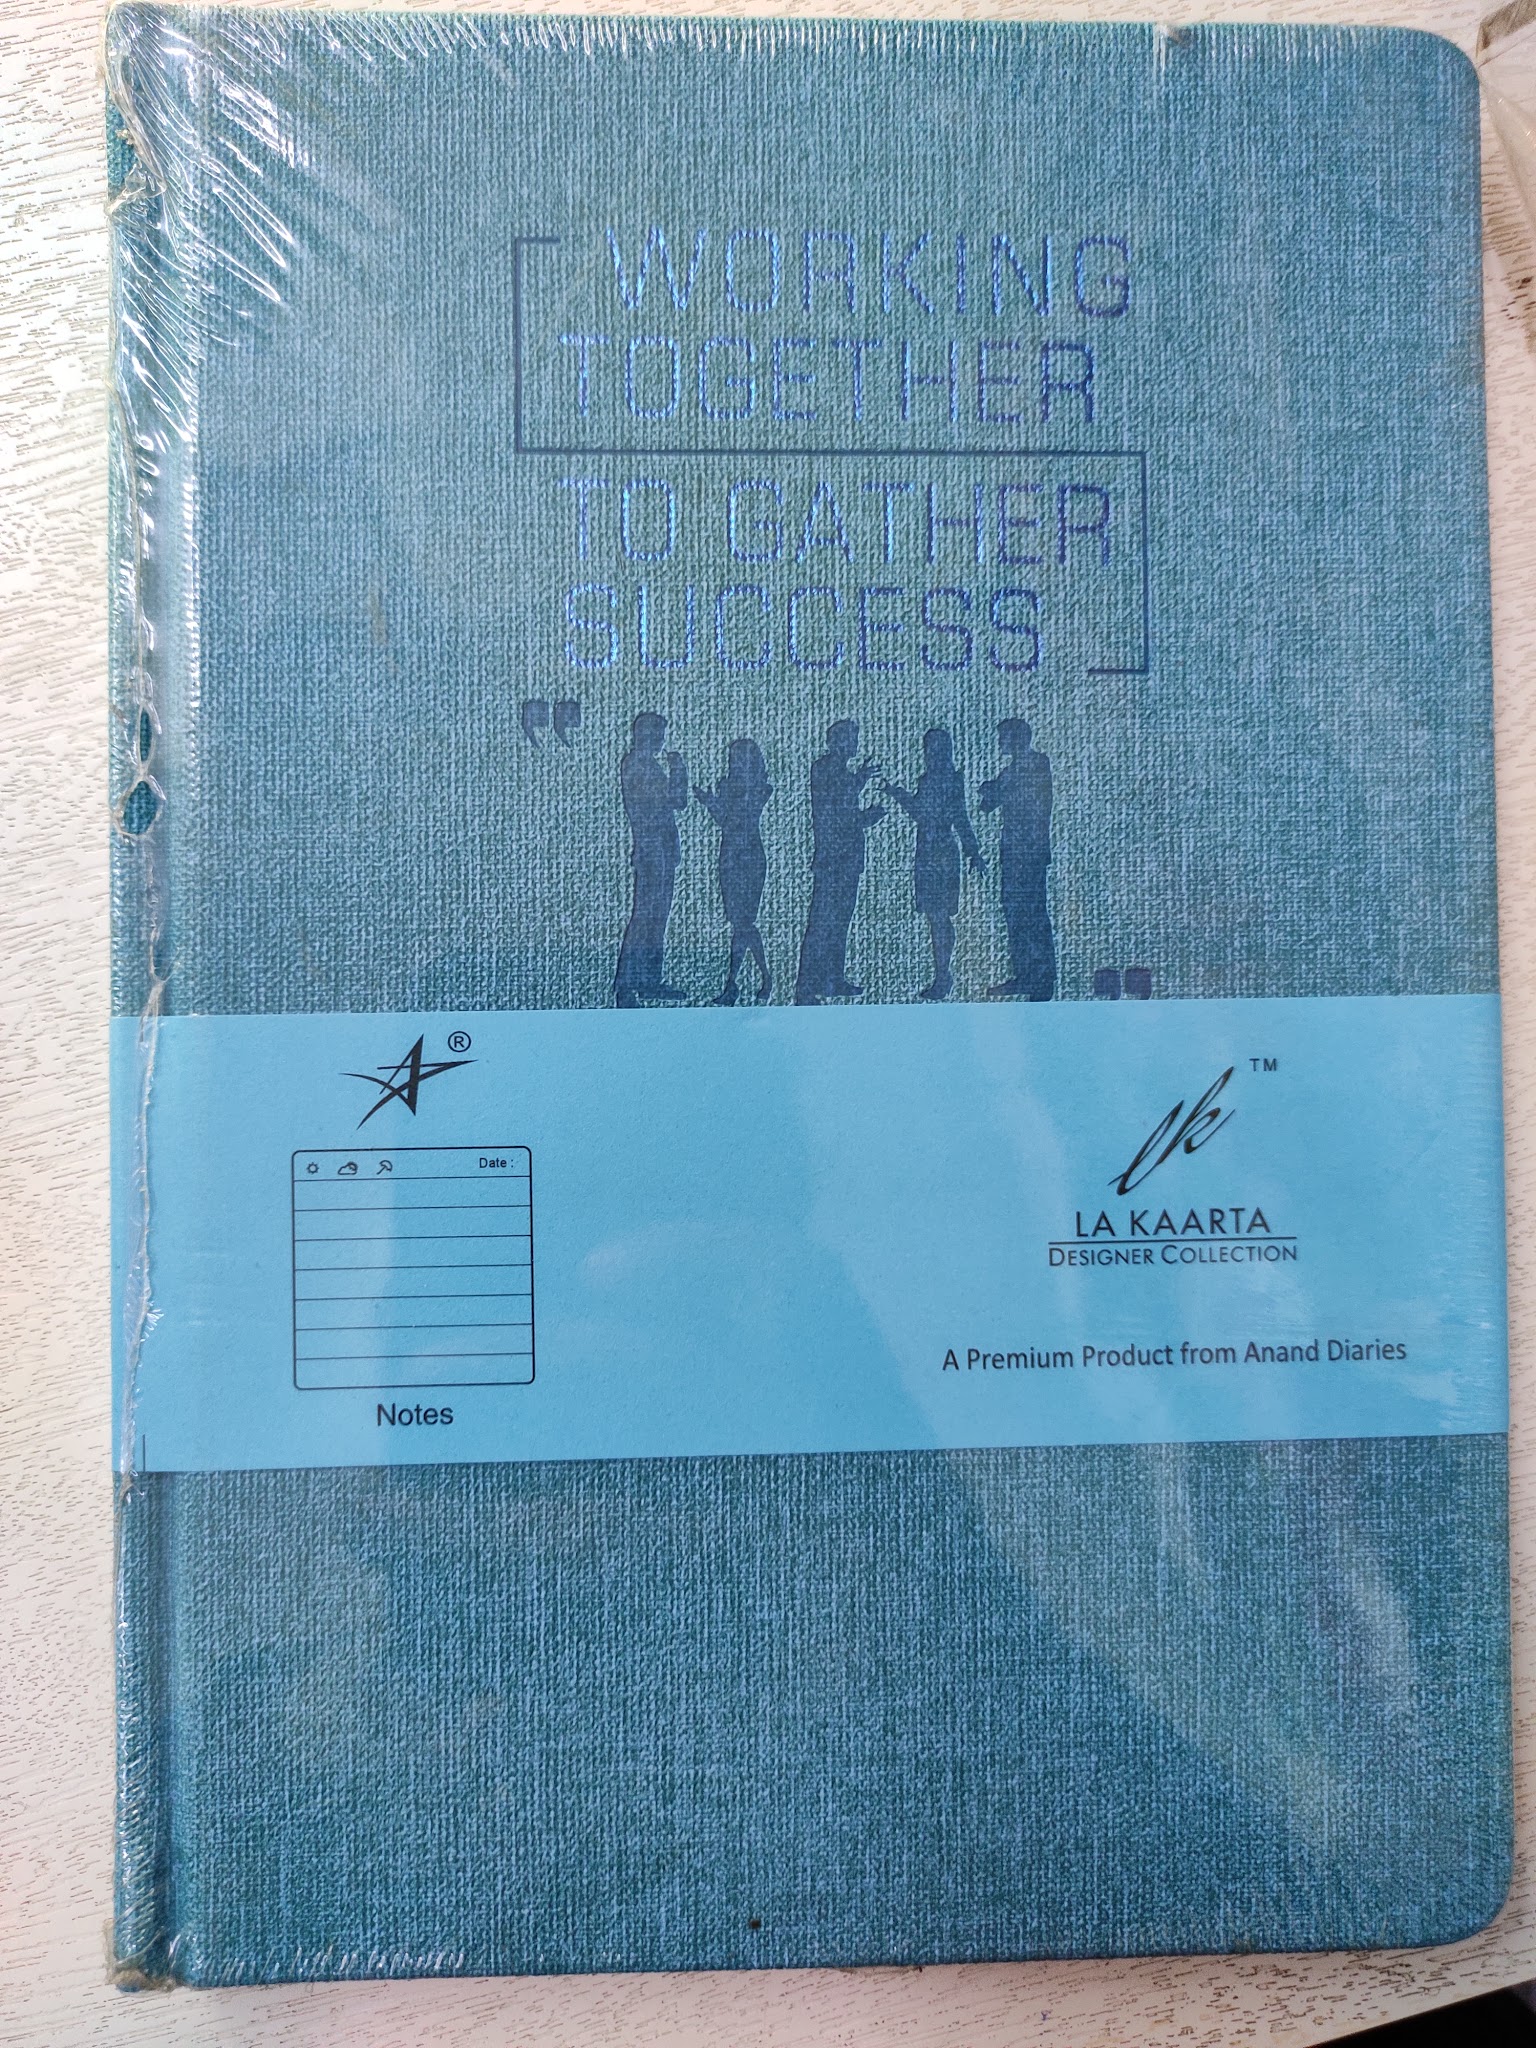 WORKING
TOGETHER
TO GATHER
SUCCESS
"
"
®
Date :
Notes
lk TM
LA KAARTA
DESIGNER COLLECTION
A Premium Product from Anand Diaries